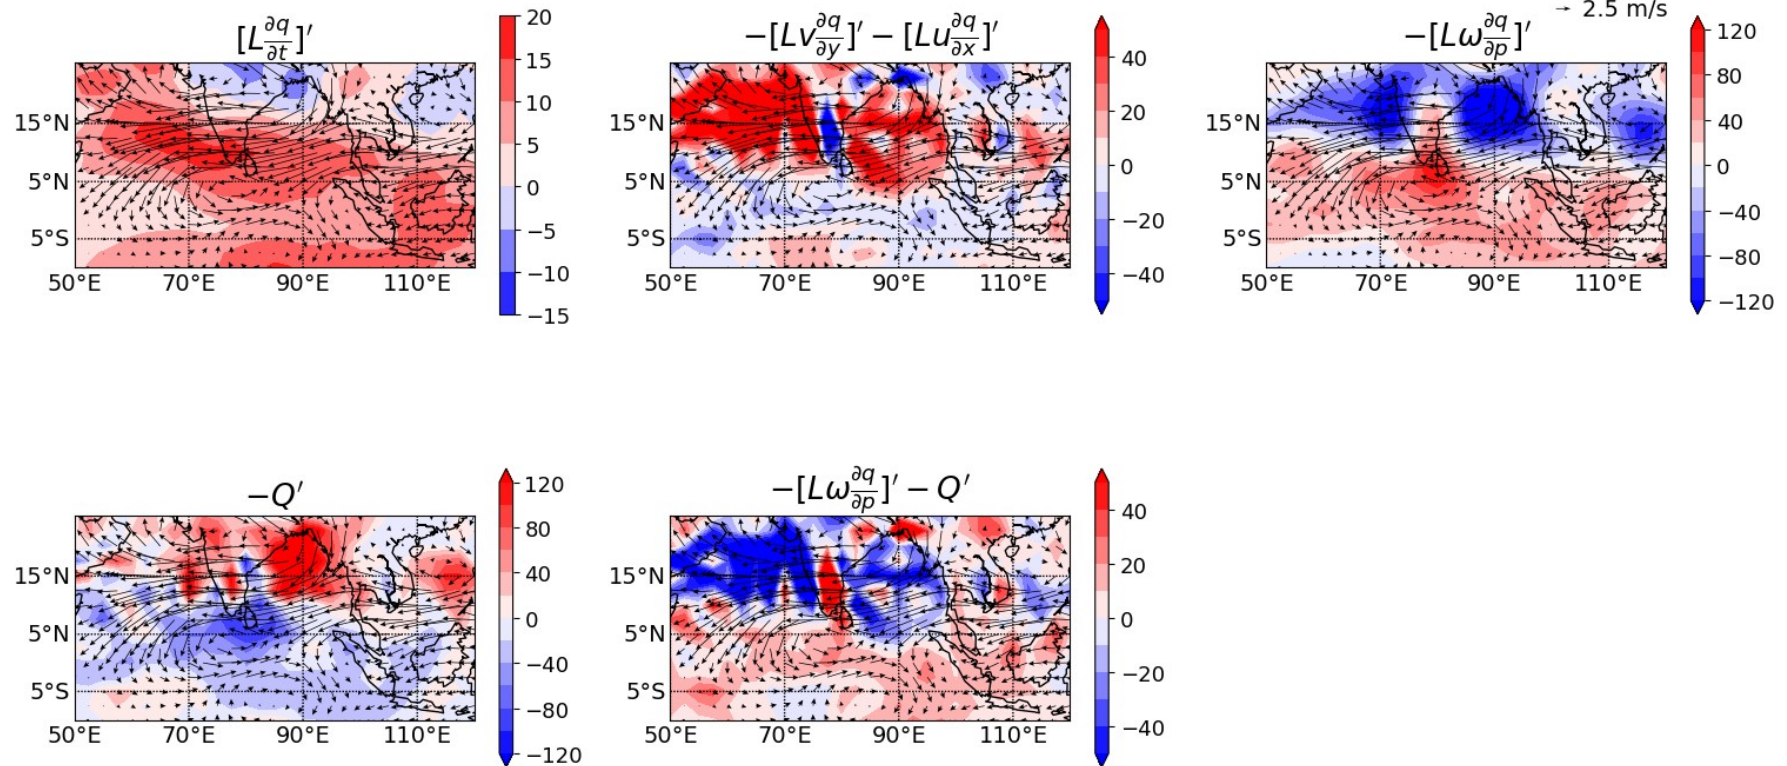 → 2.5 m/s
[L∂q/∂t]′
20
15
10
5
0
−5
−10
−15
15°N
5°N
5°S
50°E 70°E 90°E 110°E
−[Lv∂q/∂y]′ − [Lu∂q/∂x]′
40
20
0
−20
−40
15°N
5°N
5°S
50°E 70°E 90°E 110°E
−[Lω∂q/∂p]′
120
80
40
0
−40
−80
−120
15°N
5°N
5°S
50°E 70°E 90°E 110°E
−Q′
120
80
40
0
−40
−80
−120
15°N
5°N
5°S
50°E 70°E 90°E 110°E
−[Lω∂q/∂p]′ − Q′
40
20
0
−20
−40
15°N
5°N
5°S
50°E 70°E 90°E 110°E